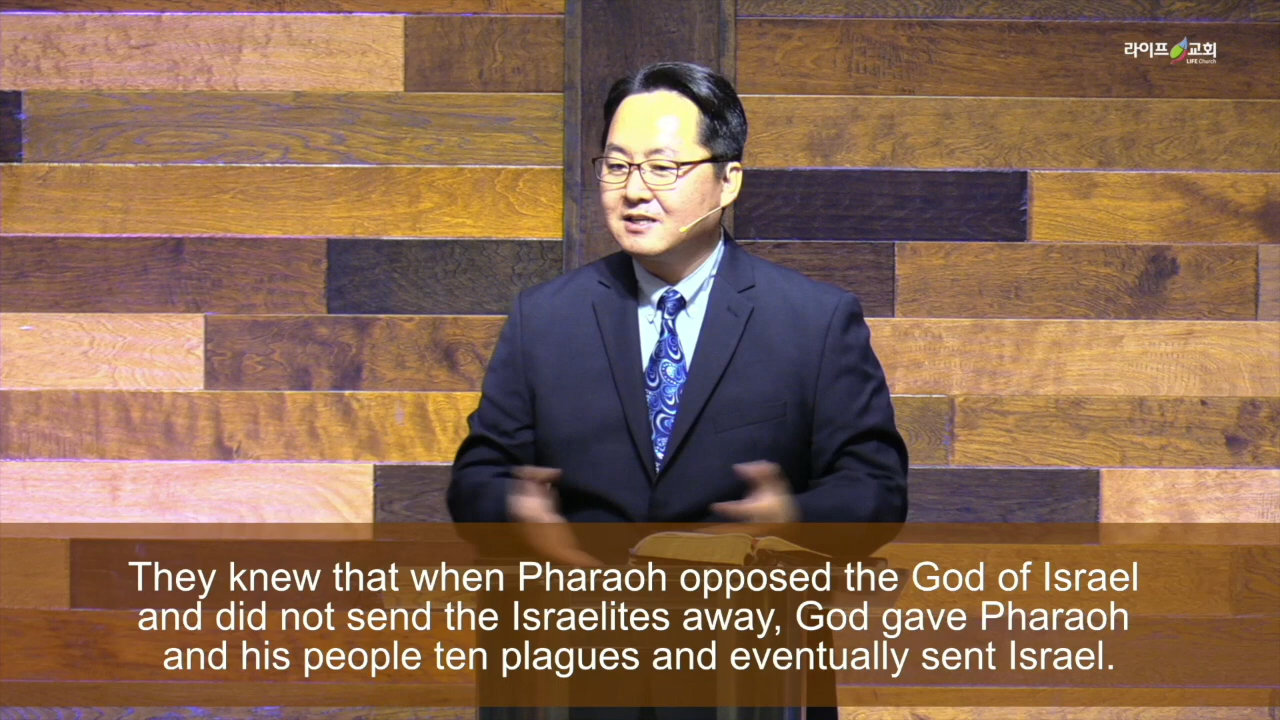 라이프 교회
LIFE Church
They knew that when Pharaoh opposed the God of Israel
and did not send the Israelites away, God gave Pharaoh
and his people ten plagues and eventually sent Israel.